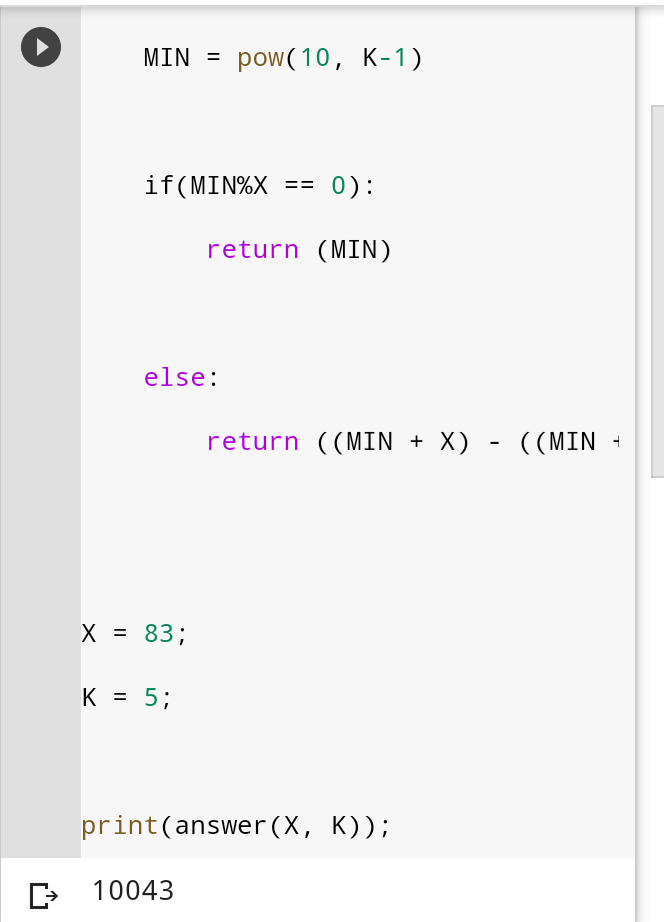 MIN = pow(10, K-1)
if(MIN%X == 0):
return (MIN)
else:
return ((MIN + X) - ((MIN +
X = 83;
K = 5;
print(answer(X, K));
10043